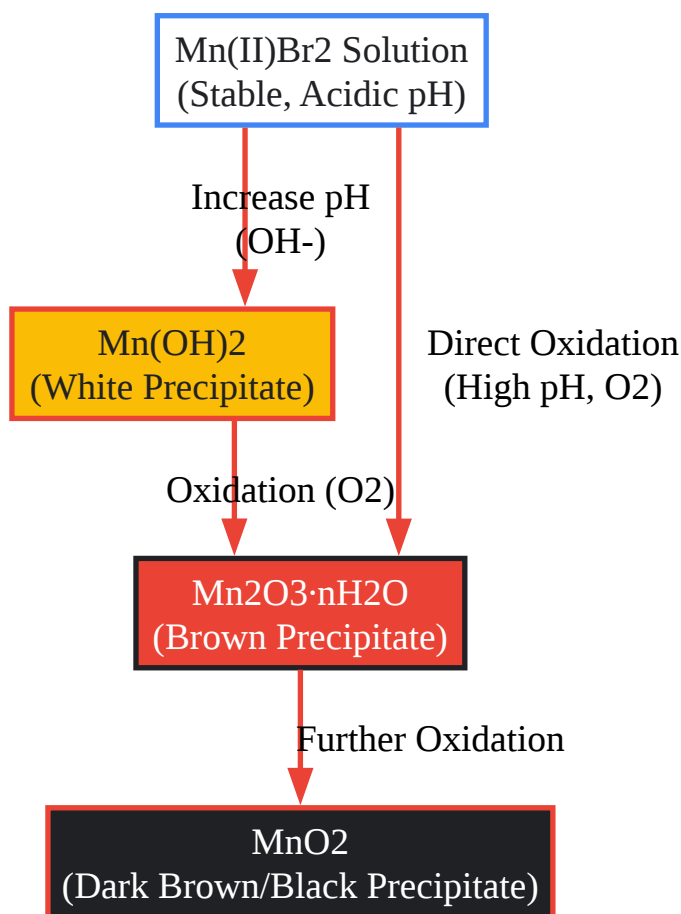 Mn(II)Br2 Solution
(Stable, Acidic pH)
Increase pH
(OH-)
Mn(OH)2
(White Precipitate)
Direct Oxidation
(High pH, O2)
Oxidation (O2)
Mn2O3·nH2O
(Brown Precipitate)
Further Oxidation
MnO2
(Dark Brown/Black Precipitate)